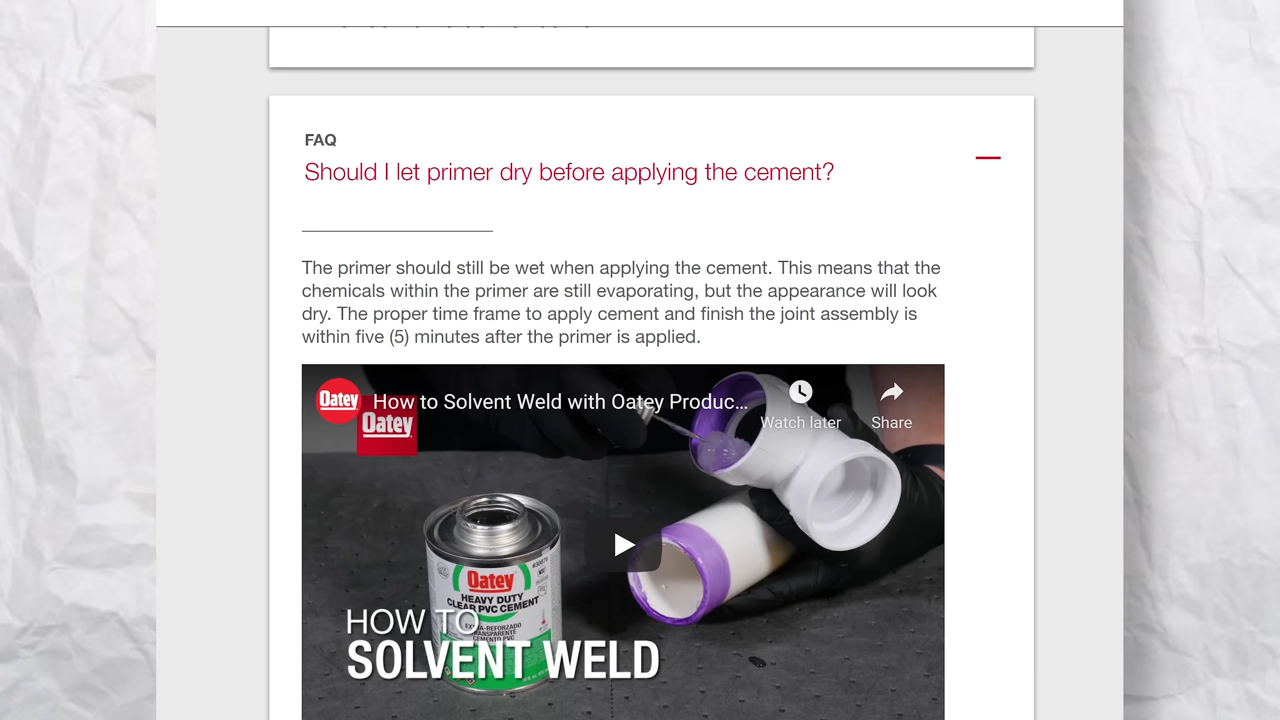 FAQ
Should I let primer dry before applying the cement?
The primer should still be wet when applying the cement. This means that the
chemicals within the primer are still evaporating, but the appearance will look
dry. The proper time frame to apply cement and finish the joint assembly is
within five (5) minutes after the primer is applied.
Oatey
How to Solvent Weld with Oatey Produc...
Watch later
Share
Oatey
Oatey
HEAVY DUTY
CLEAR PVC CEMENT
HOW TO
SOLVENT WELD